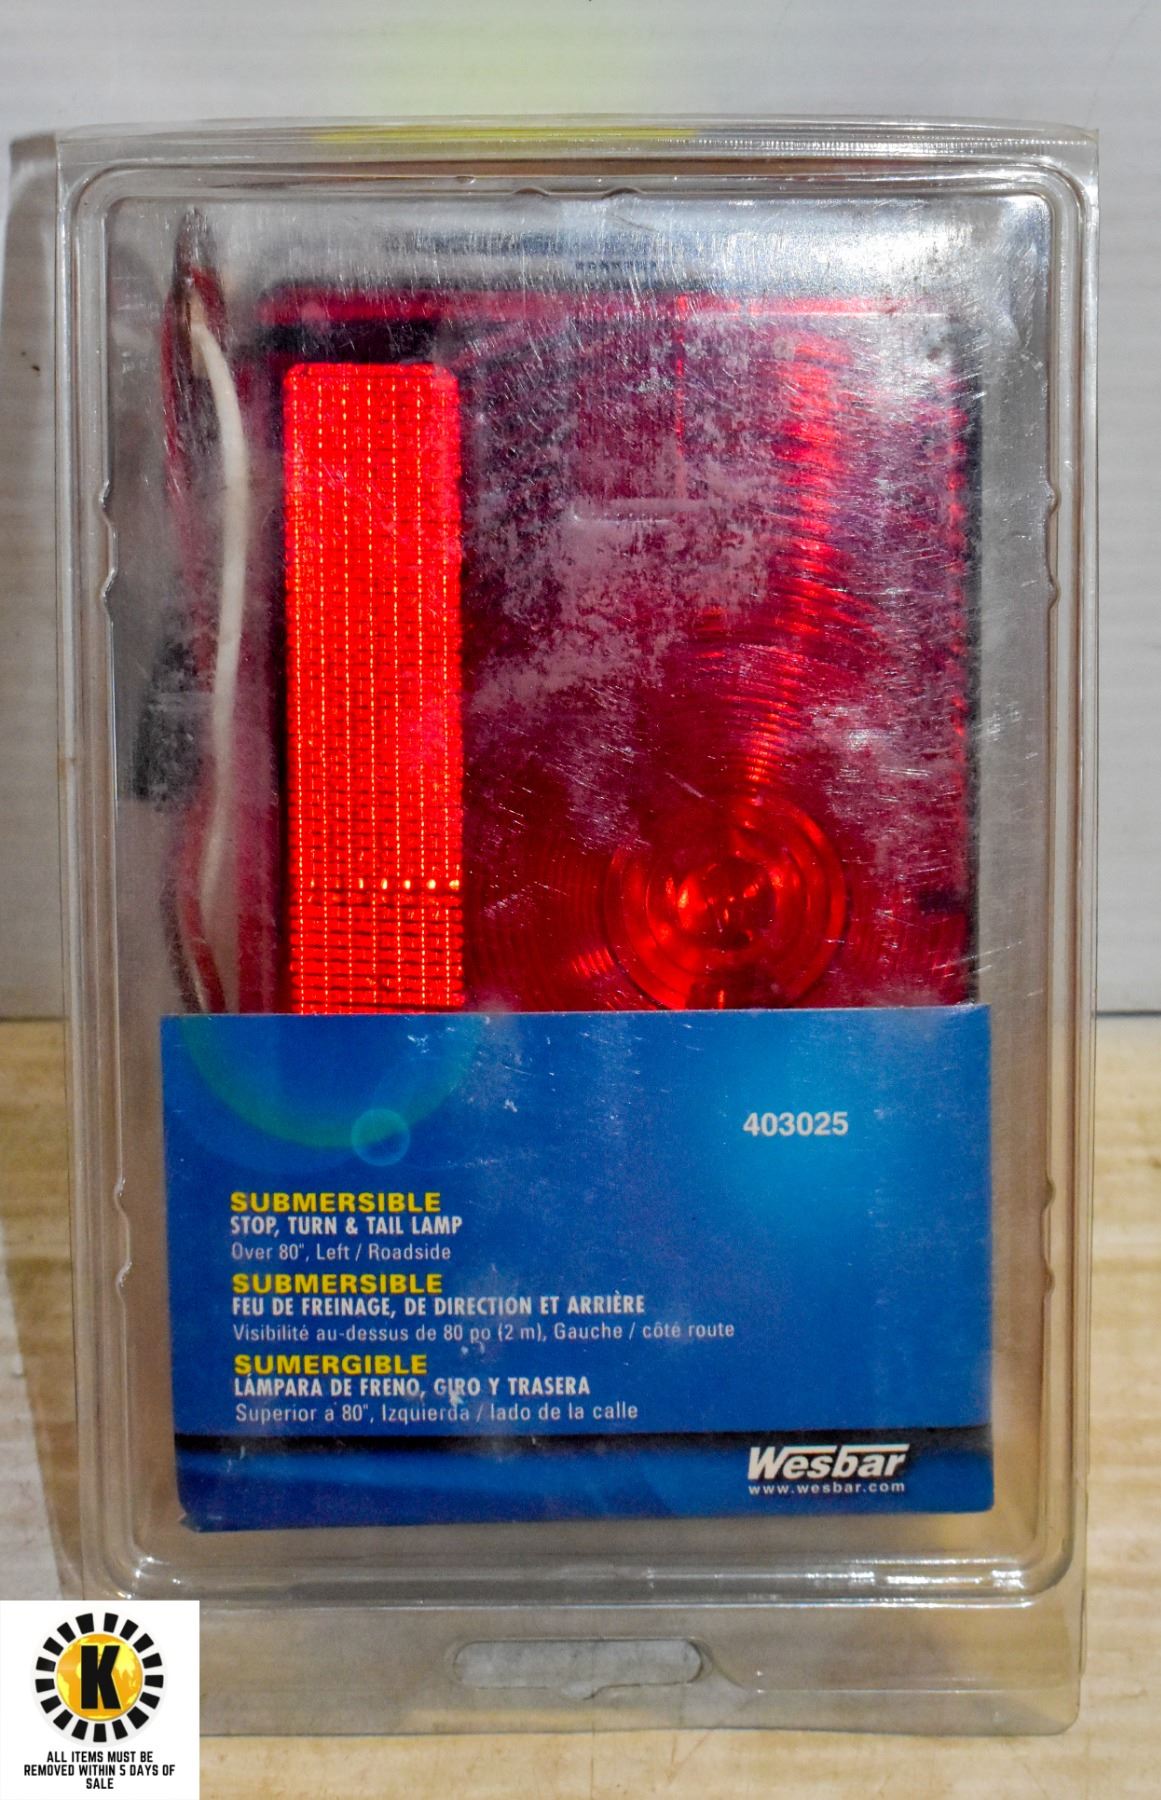 403025
SUBMERSIBLE
STOP, TURN & TAIL LAMP
Over 80", Left / Roadside
SUBMERSIBLE
FEU DE FREINAGE, DE DIRECTION ET ARRIÈRE
Visibilité au-dessus de 80 po (2 m), Gauche / côté route
SUMERGIBLE
LÁMPARA DE FRENO, GIRO Y TRASERA
Superior a 80", Izquierda / lado de la calle
Wesbar
www.wesbar.com
K
ALL ITEMS MUST BE
REMOVED WITHIN 5 DAYS OF
SALE